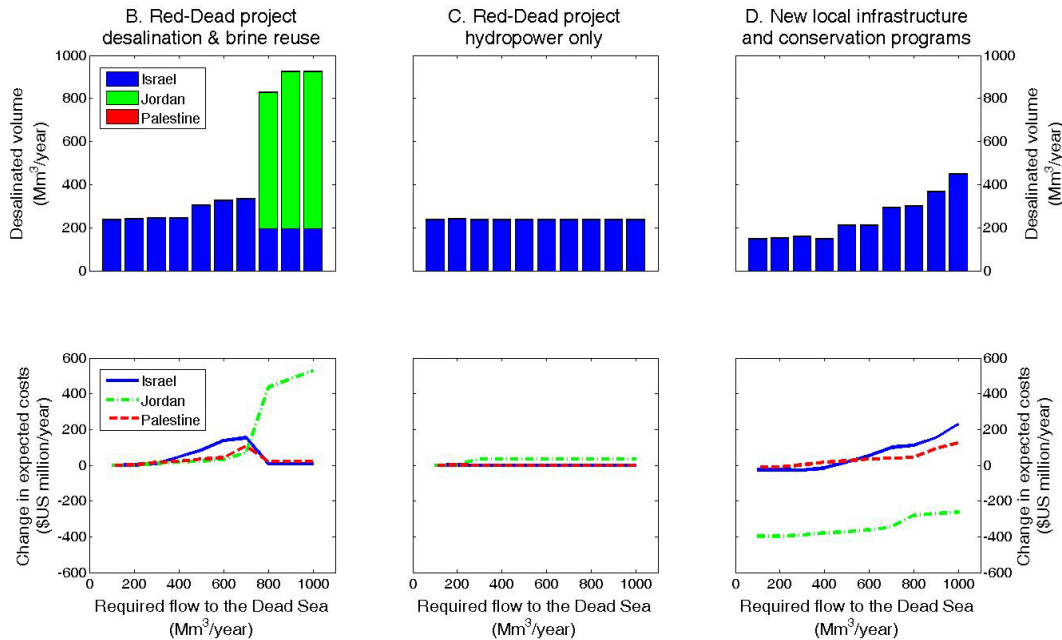 B. Red-Dead project
desalination & brine reuse
C. Red-Dead project
hydropower only
D. New local infrastructure
and conservation programs
Desalinated volume
(Mm³/year)
1000
800
600
400
200
0
Israel
Jordan
Palestine
1000
800
600
400
200
0
Desalinated volume
(Mm³/year)
Change in expected costs
($US million/year)
600
400
200
0
-200
-400
-600
Israel
Jordan
Palestine
0 200 400 600 800 1000
Required flow to the Dead Sea
(Mm³/year)
0 200 400 600 800 1000
Required flow to the Dead Sea
(Mm³/year)
0 200 400 600 800 1000
Required flow to the Dead Sea
(Mm³/year)
600
400
200
0
-200
-400
-600
Change in expected costs
($US million/year)